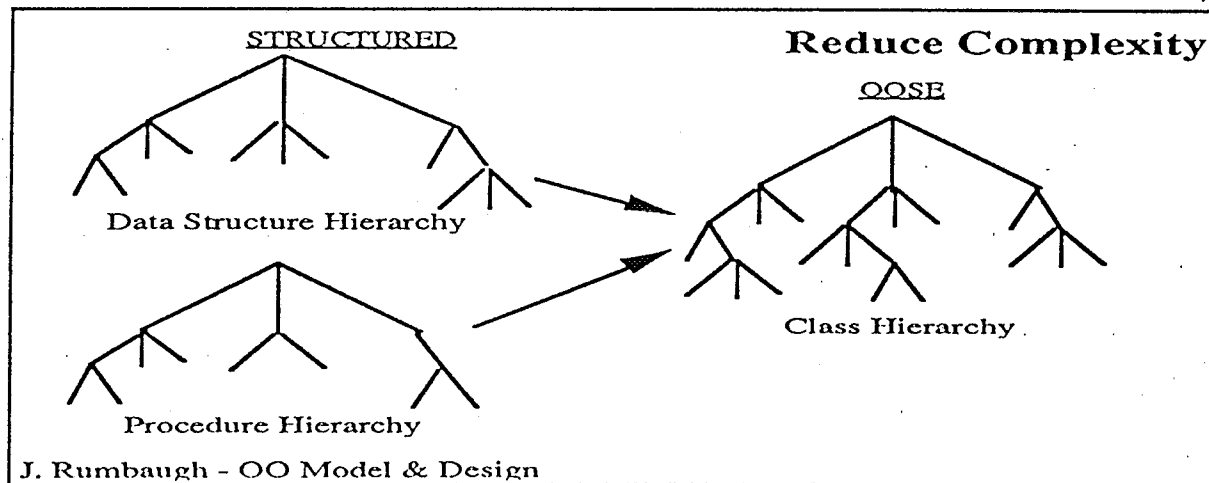 STRUCTURED
Reduce Complexity
OOSE
Data Structure Hierarchy
Class Hierarchy
Procedure Hierarchy
J. Rumbaugh - OO Model & Design